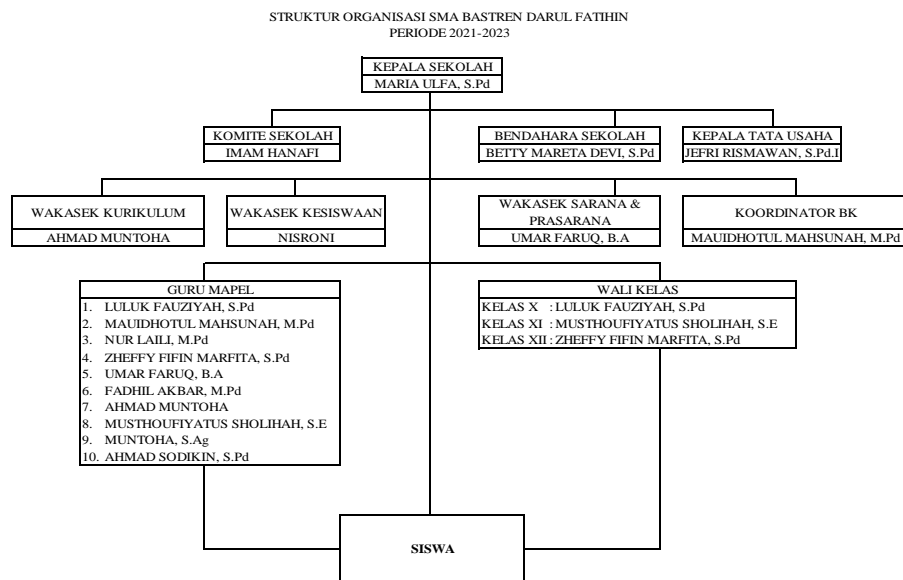 STRUKTUR ORGANISASI SMA BASTREN DARUL FATIHIN
PERIODE 2021-2023
KEPALA SEKOLAH
MARIA ULFA, S.Pd
KOMITE SEKOLAH
IMAM HANAFI
BENDAHARA SEKOLAH
BETTY MARETA DEVI, S.Pd
KEPALA TATA USAHA
JEFRI RISMAWAN, S.Pd.I
WAKASEK KURIKULUM
AHMAD MUNTOHA
WAKASEK KESISWAAN
NISRONI
WAKASEK SARANA &
PRASARANA
UMAR FARUQ, B.A
KOORDINATOR BK
MAUIDHOTUL MAHSUNAH, M.Pd
GURU MAPEL
1. LULUK FAUZIYAH, S.Pd
2. MAUIDHOTUL MAHSUNAH, M.Pd
3. NUR LAILI, M.Pd
4. ZHEFFY FIFIN MARFITA, S.Pd
5. UMAR FARUQ, B.A
6. FADHIL AKBAR, M.Pd
7. AHMAD MUNTOHA
8. MUSTHOUFIYATUS SHOLIHAH, S.E
9. MUNTOHA, S.Ag
10. AHMAD SODIKIN, S.Pd
WALI KELAS
KELAS X : LULUK FAUZIYAH, S.Pd
KELAS XI : MUSTHOUFIYATUS SHOLIHAH, S.E
KELAS XII : ZHEFFY FIFIN MARFITA, S.Pd
SISWA